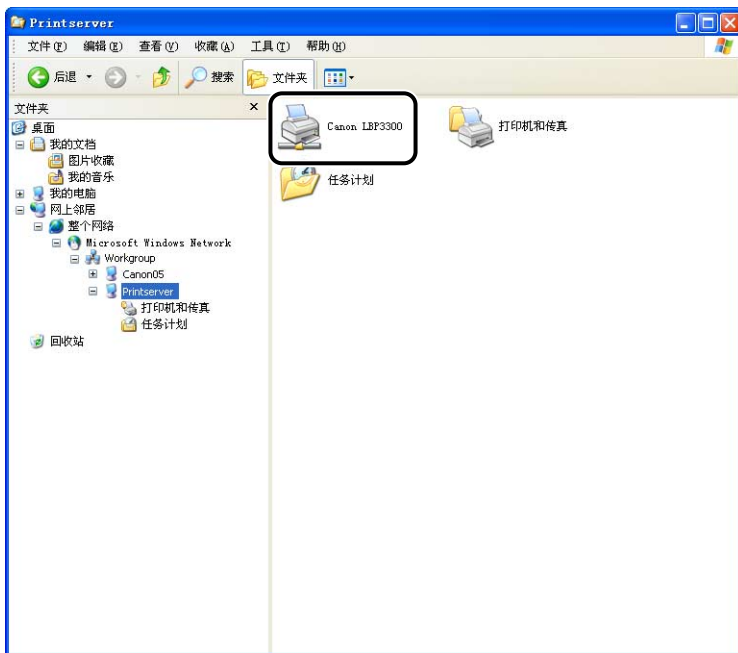 Printserver
文件(F) 编辑(E) 查看(V) 收藏(A) 工具(T) 帮助(H)
后退 搜索 文件夹
文件夹 ×
桌面
我的文档
图片收藏
我的音乐
我的电脑
网上邻居
整个网络
Microsoft Windows Network
Workgroup
Canon05
Printserver
打印机和传真
任务计划
回收站
Canon LBP3300
打印机和传真
任务计划